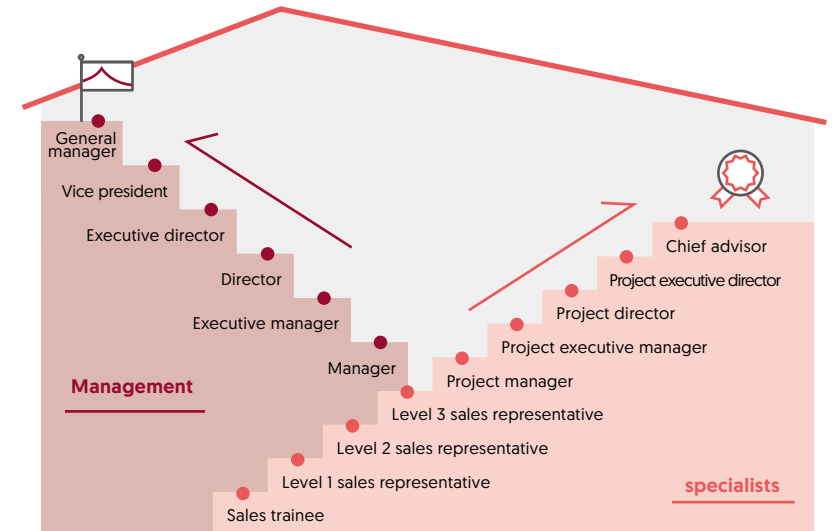 General
manager
Vice president
Executive director
Director
Executive manager
Manager
Management
Chief advisor
Project executive director
Project director
Project executive manager
Project manager
Level 3 sales representative
Level 2 sales representative
Level 1 sales representative
Sales trainee
specialists